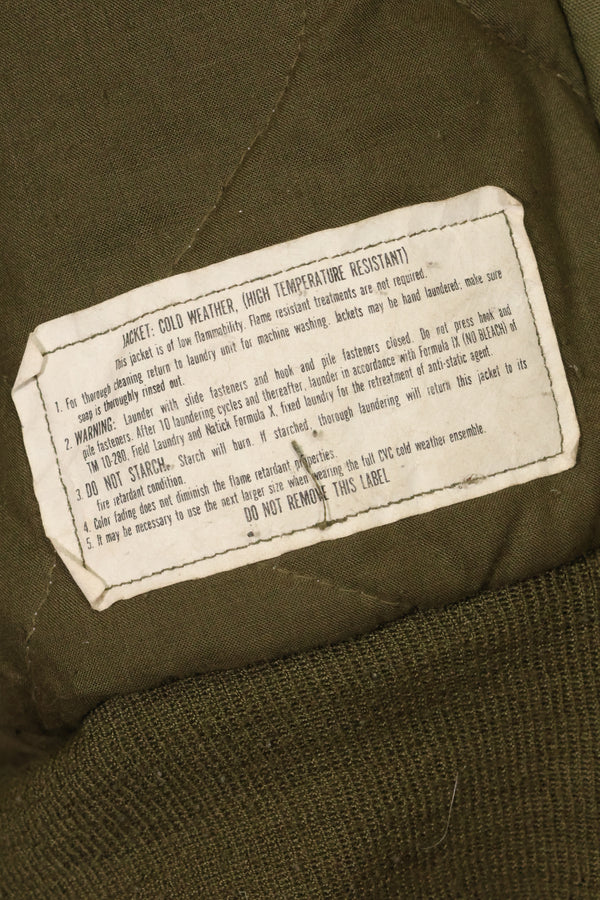 JACKET: COLD WEATHER, (HIGH TEMPERATURE RESISTANT)
This jacket is of low flammability. Flame resistant treatments are not required.
1. For thorough cleaning return to laundry unit for machine washing. Jackets may be hand laundered; make sure
soap is thoroughly rinsed out.
2. WARNING: Launder with slide fasteners and hook and pile fasteners closed. Do not press hook and
pile fasteners. After 10 laundering cycles and thereafter, launder in accordance with Formula IX (NO BLEACH) of
TM 10-280, Field Laundry and Natick Formula X, fixed laundry for the retreatment of anti-static agent.
3. DO NOT STARCH. Starch will burn. If starched, thorough laundering will return this jacket to its
fire retardant condition.
4. Color fading does not diminish the flame retardant properties.
5. It may be necessary to use the next larger size when wearing the full CVC cold weather ensemble.
DO NOT REMOVE THIS LABEL